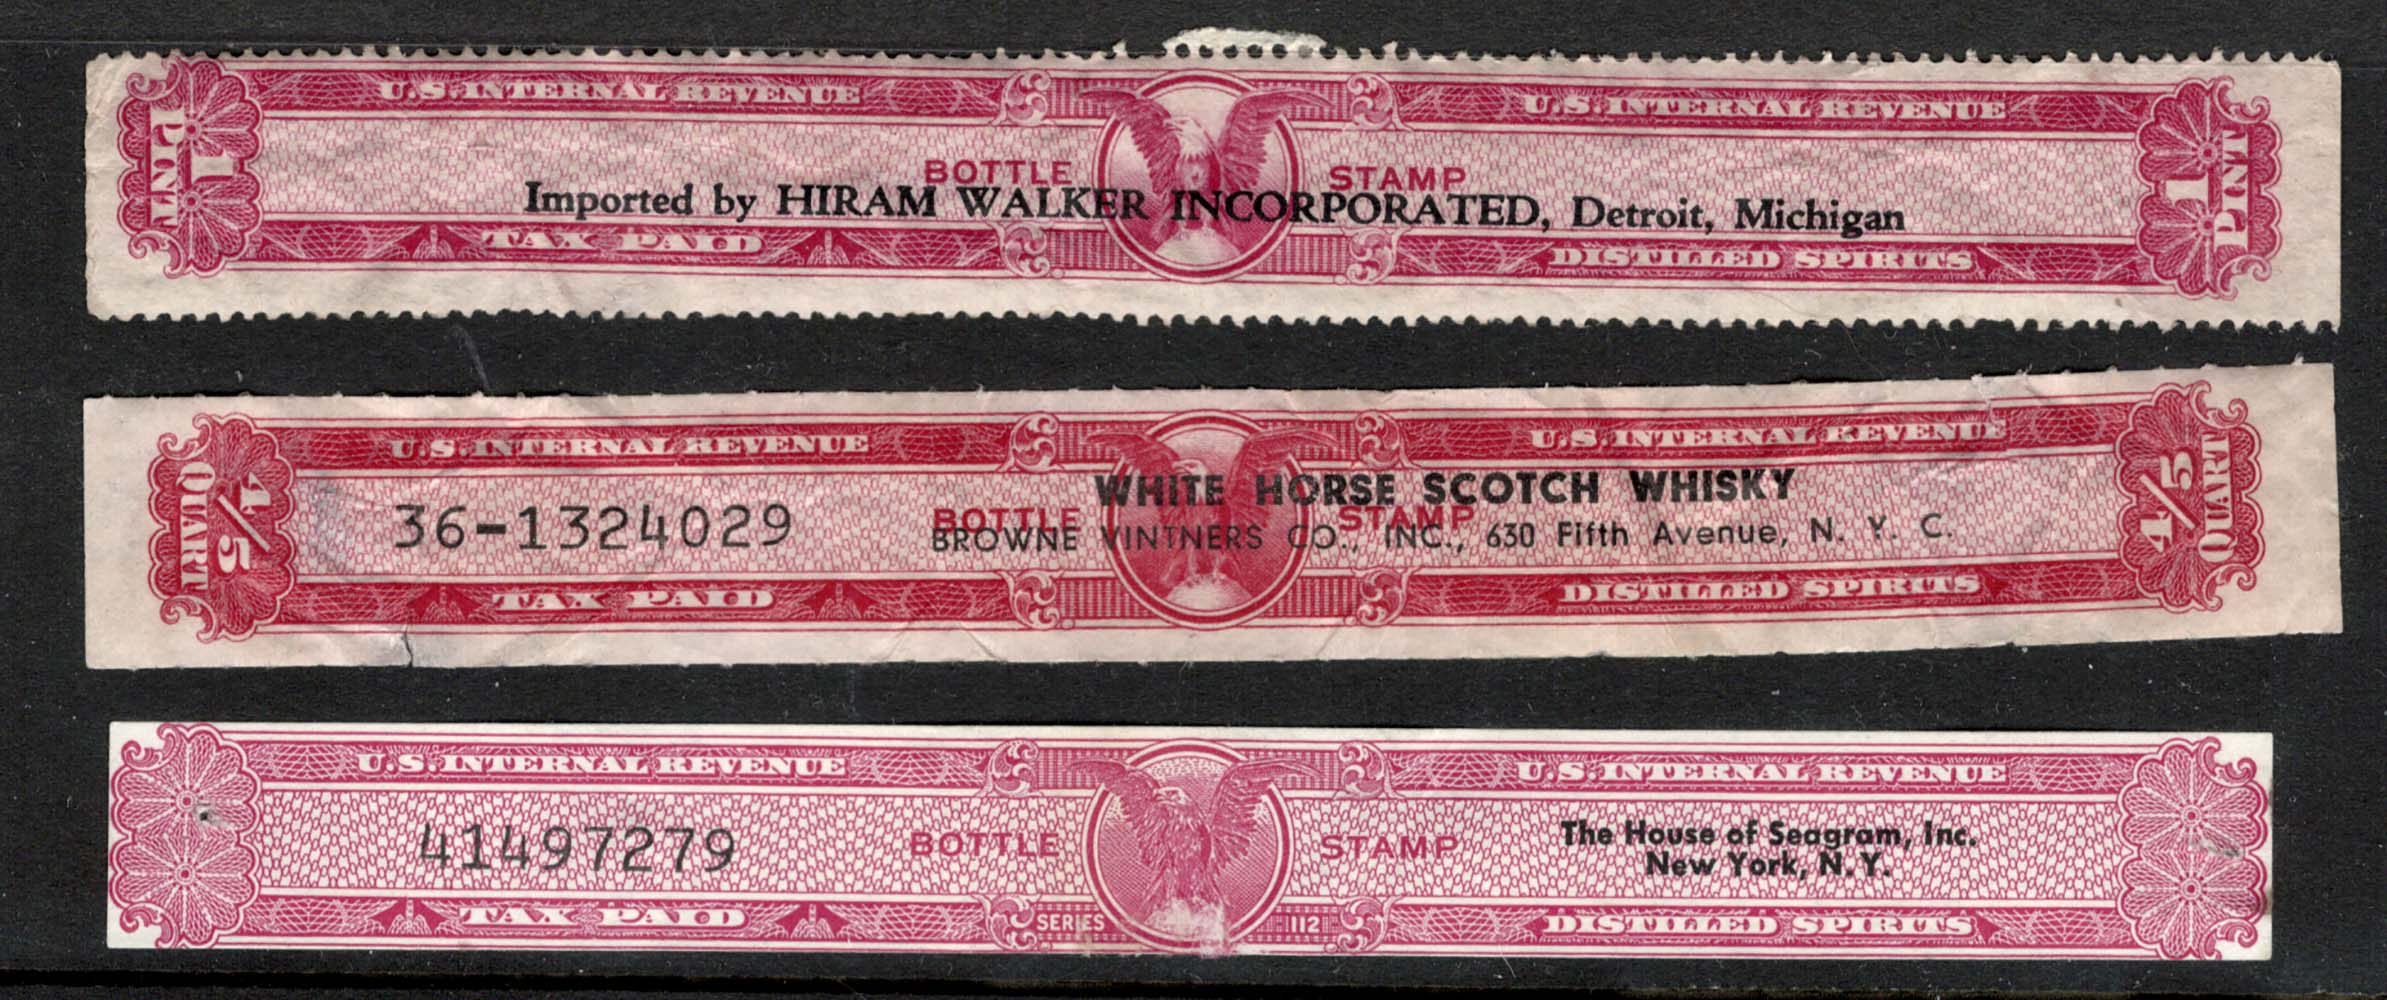 U.S. INTERNAL REVENUE U.S. INTERNAL REVENUE
1 PINT BOTTLE STAMP 1 PINT
Imported by HIRAM WALKER INCORPORATED, Detroit, Michigan
TAX PAID DISTILLED SPIRITS
U.S. INTERNAL REVENUE U.S. INTERNAL REVENUE
WHITE HORSE SCOTCH WHISKY
4/5 QUART 36-1324029 BOTTLE STAMP 4/5 QUART
BROWNE VINTNERS CO., INC., 630 Fifth Avenue, N. Y. C.
TAX PAID DISTILLED SPIRITS
U.S. INTERNAL REVENUE U.S. INTERNAL REVENUE
41497279 BOTTLE STAMP The House of Seagram, Inc.
New York, N. Y.
TAX PAID SERIES 112 DISTILLED SPIRITS